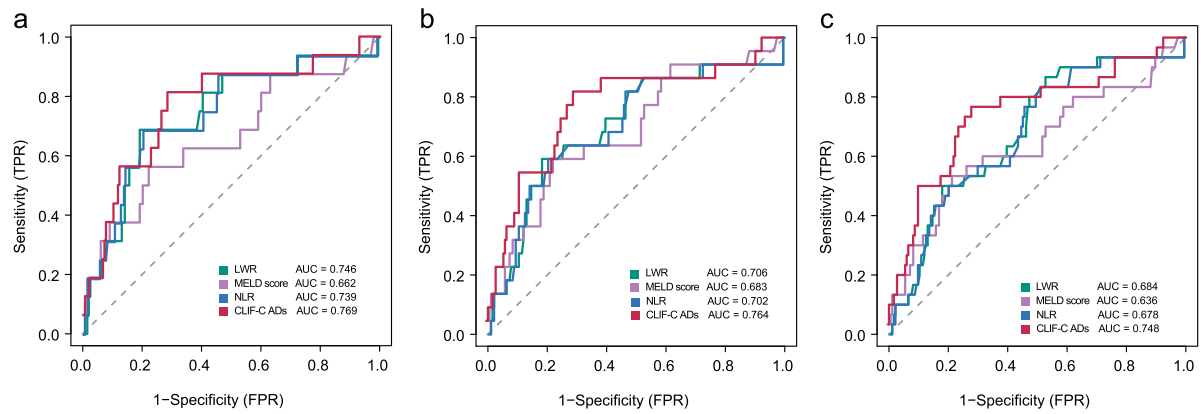 a
1.0
0.8
0.6
0.4
0.2
0.0
Sensitivity (TPR)
LWR AUC = 0.746
MELD score AUC = 0.662
NLR AUC = 0.739
CLIF-C ADs AUC = 0.769
0.0 0.2 0.4 0.6 0.8 1.0
1−Specificity (FPR)
b
1.0
0.8
0.6
0.4
0.2
0.0
Sensitivity (TPR)
LWR AUC = 0.706
MELD score AUC = 0.683
NLR AUC = 0.702
CLIF-C ADs AUC = 0.764
0.0 0.2 0.4 0.6 0.8 1.0
1−Specificity (FPR)
c
1.0
0.8
0.6
0.4
0.2
0.0
Sensitivity (TPR)
LWR AUC = 0.684
MELD score AUC = 0.636
NLR AUC = 0.678
CLIF-C ADs AUC = 0.748
0.0 0.2 0.4 0.6 0.8 1.0
1−Specificity (FPR)